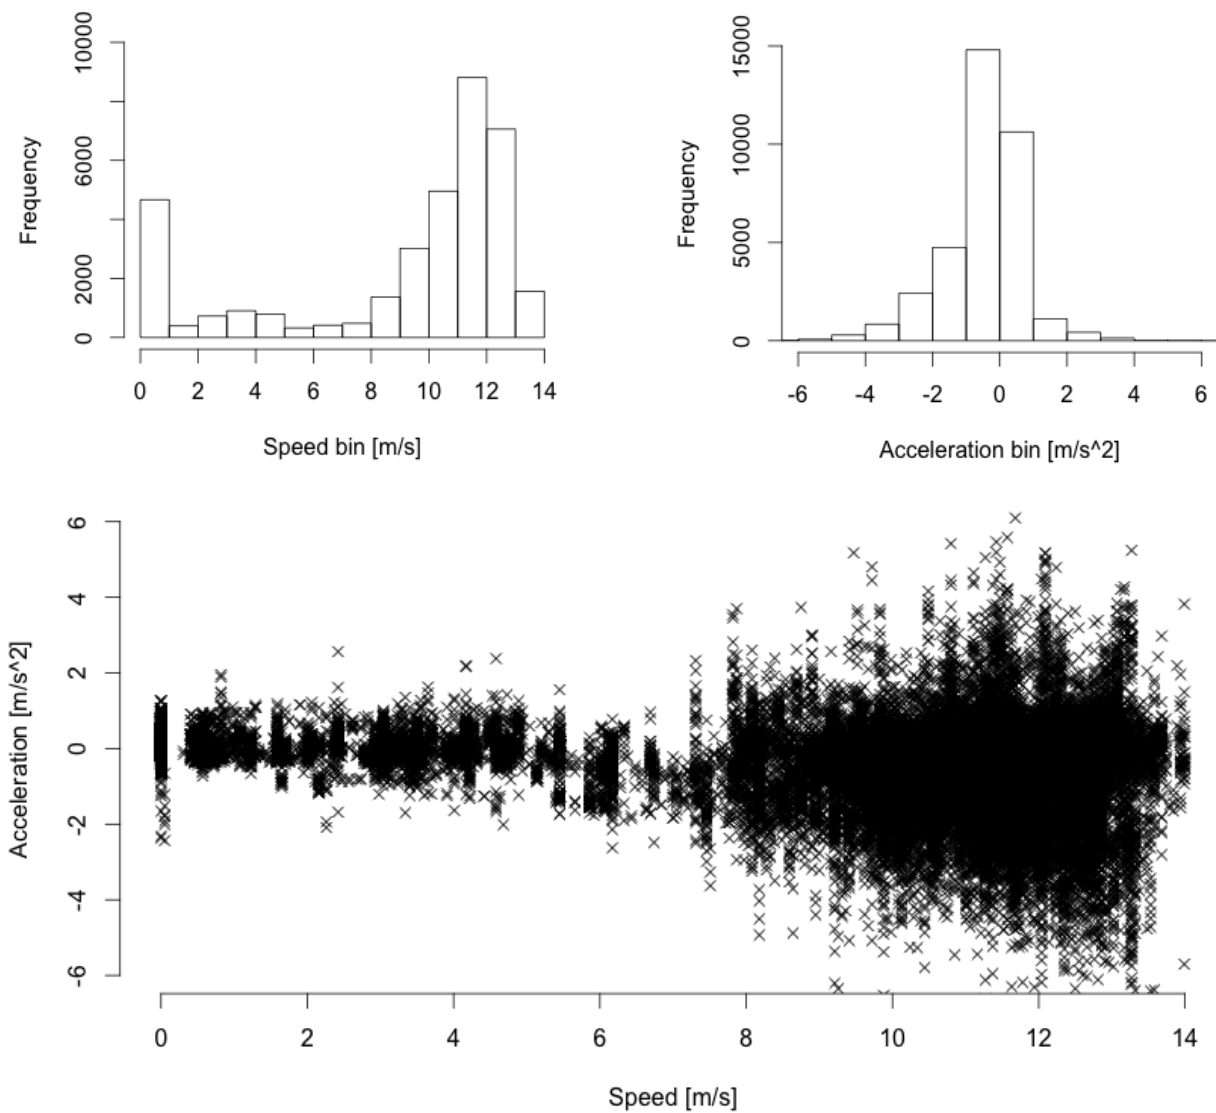 10000
6000
2000
0
Frequency
0 2 4 6 8 10 12 14
Speed bin [m/s]
15000
10000
5000
0
Frequency
-6 -4 -2 0 2 4 6
Acceleration bin [m/s^2]
6
4
2
0
-2
-4
-6
Acceleration [m/s^2]
0 2 4 6 8 10 12 14
Speed [m/s]